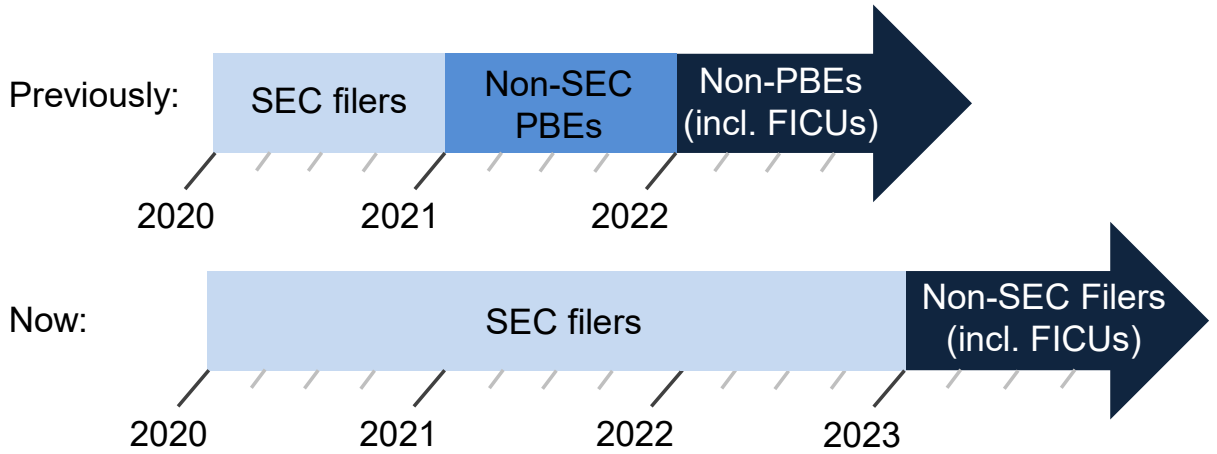 Previously:
SEC filers
Non-SEC
PBEs
Non-PBEs
(incl. FICUs)
2020
2021
2022
Now:
SEC filers
Non-SEC Filers
(incl. FICUs)
2020
2021
2022
2023